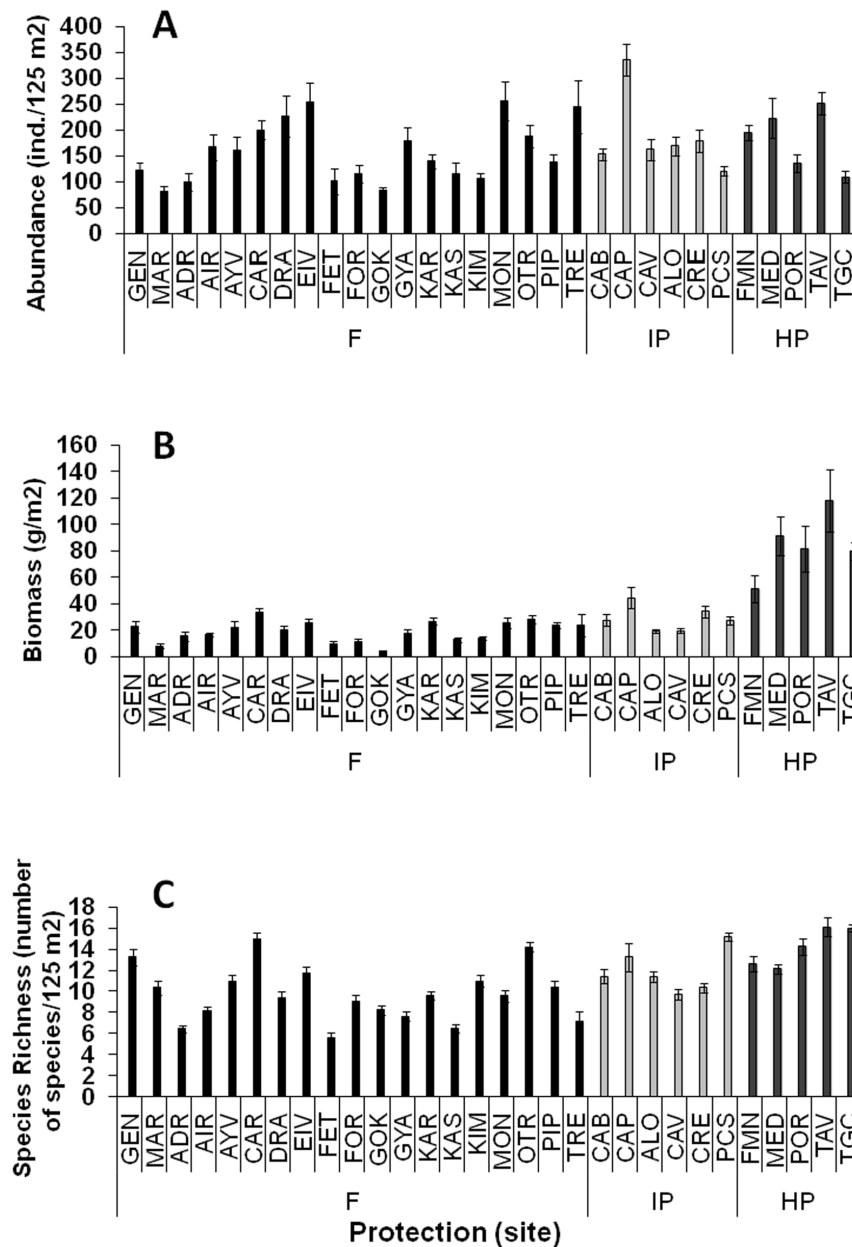 A
Abundance (ind./125 m2)
400
350
300
250
200
150
100
50
0
GEN MAR ADR AIR AYV CAR DRA EIV FET FOR GOK GYA KAR KAS KIM MON OTR PIP TRE CAB CAP CAV ALO CRE PCS FMN MED POR TAV TGC
F IP HP
B
Biomass (g/m2)
160
140
120
100
80
60
40
20
0
GEN MAR ADR AIR AYV CAR DRA EIV FET FOR GOK GYA KAR KAS KIM MON OTR PIP TRE CAB CAP ALO CAV CRE PCS FMN MED POR TAV TGC
F IP HP
C
Species Richness (number
of species/125 m2)
18
16
14
12
10
8
6
4
2
0
GEN MAR ADR AIR AYV CAR DRA EIV FET FOR GOK GYA KAR KAS KIM MON OTR PIP TRE CAB CAP ALO CAV CRE PCS FMN MED POR TAV TGC
F IP HP
Protection (site)